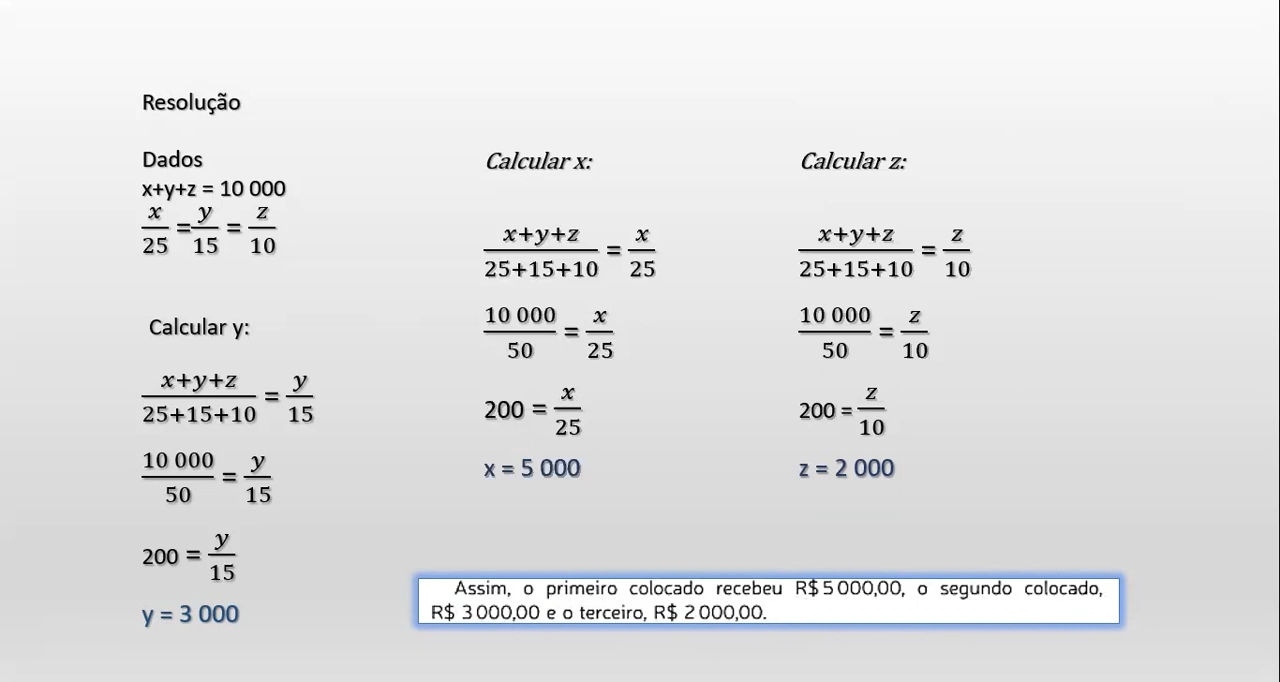 Resolução
Dados
x+y+z = 10 000
x/25 = y/15 = z/10
Calcular y:
x+y+z/25+15+10 = y/15
10 000/50 = y/15
200 = y/15
y = 3 000
Calcular x:
x+y+z/25+15+10 = x/25
10 000/50 = x/25
200 = x/25
x = 5 000
Calcular z:
x+y+z/25+15+10 = z/10
10 000/50 = z/10
200 = z/10
z = 2 000
Assim, o primeiro colocado recebeu R$ 5 000,00, o segundo colocado,
R$ 3 000,00 e o terceiro, R$ 2 000,00.